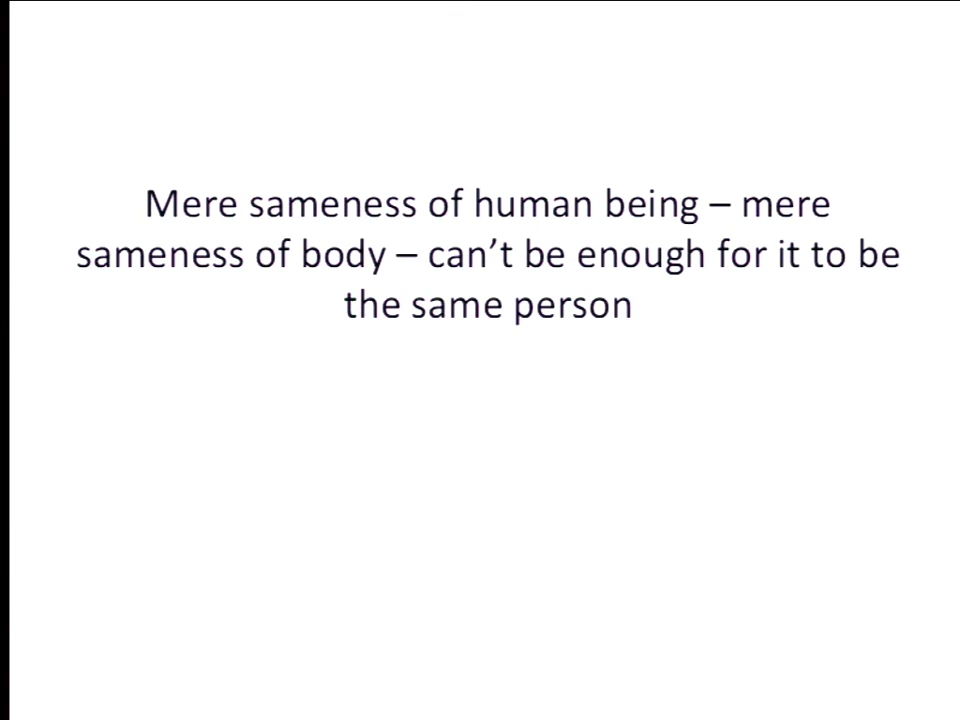 Mere sameness of human being – mere
sameness of body – can’t be enough for it to be
the same person